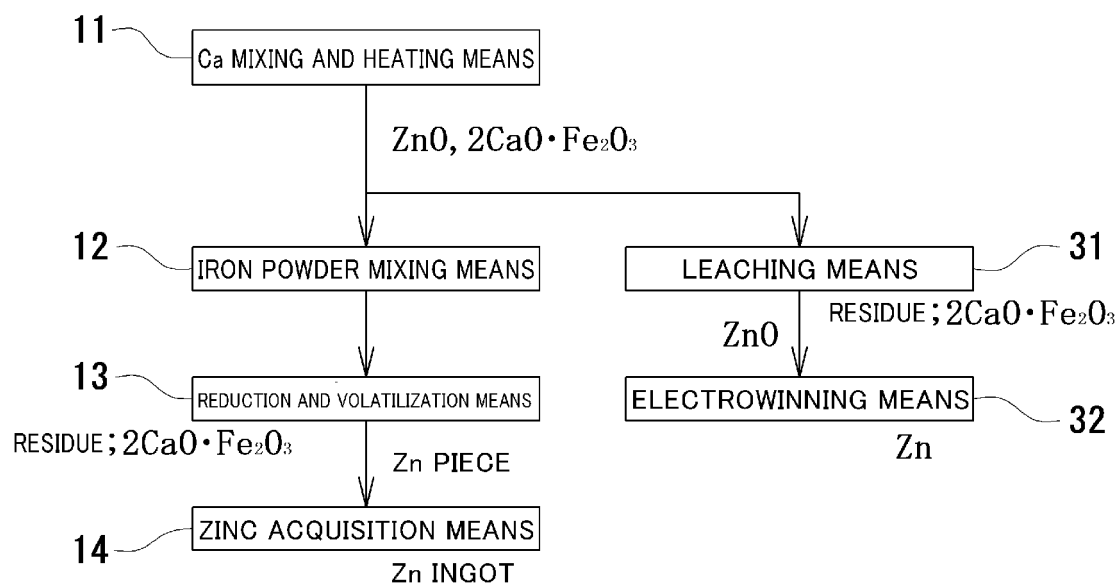 11
Ca MIXING AND HEATING MEANS
ZnO, 2CaO·Fe₂O₃
12
IRON POWDER MIXING MEANS
LEACHING MEANS
31
RESIDUE;2CaO·Fe₂O₃
ZnO
13
REDUCTION AND VOLATILIZATION MEANS
ELECTROWINNING MEANS
32
RESIDUE;2CaO·Fe₂O₃
Zn
Zn PIECE
ZINC ACQUISITION MEANS
14
Zn INGOT